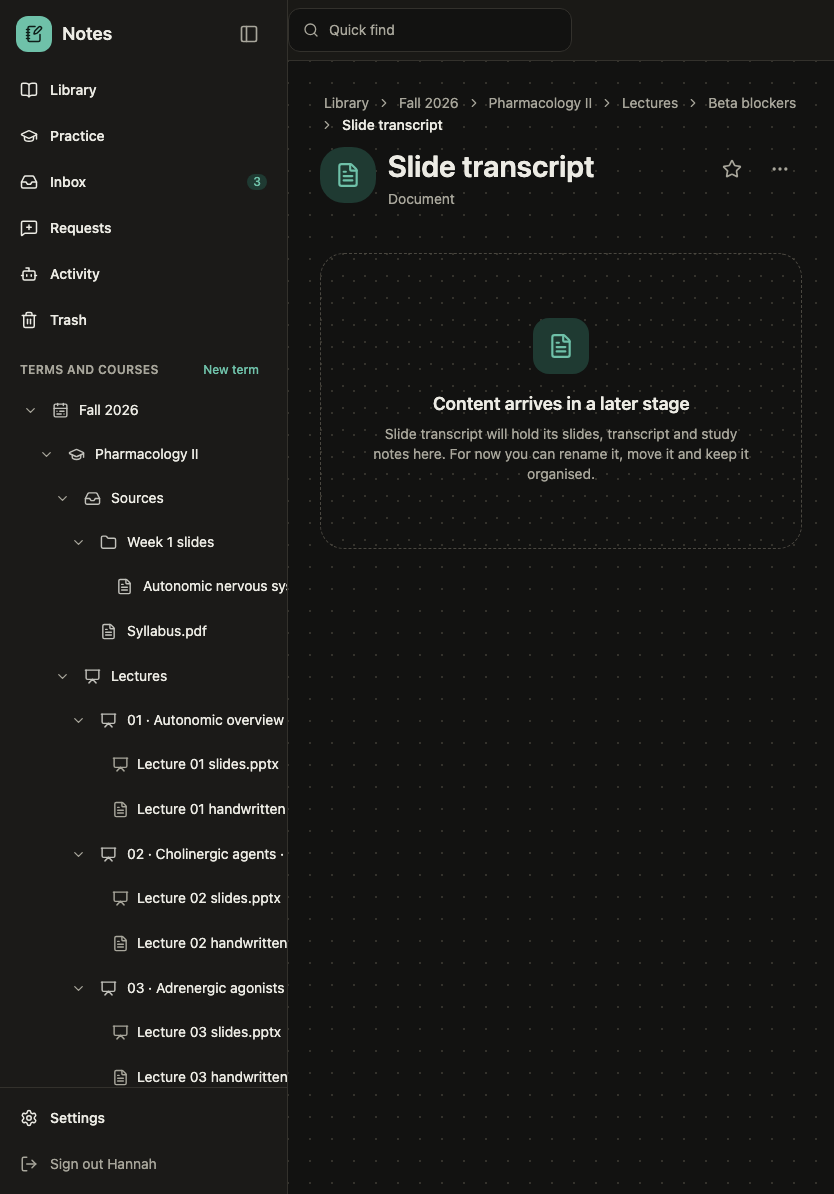 Notes
Library
Practice
Inbox 3
Requests
Activity
Trash
TERMS AND COURSES New term
Fall 2026
Pharmacology II
Sources
Week 1 slides
Autonomic nervous sy
Syllabus.pdf
Lectures
01 · Autonomic overview
Lecture 01 slides.pptx
Lecture 01 handwritten
02 · Cholinergic agents ·
Lecture 02 slides.pptx
Lecture 02 handwritten
03 · Adrenergic agonists
Lecture 03 slides.pptx
Lecture 03 handwritten
Settings
Sign out Hannah
Quick find
Library > Fall 2026 > Pharmacology II > Lectures > Beta blockers
> Slide transcript
Slide transcript
Document
Content arrives in a later stage
Slide transcript will hold its slides, transcript and study
notes here. For now you can rename it, move it and keep it
organised.